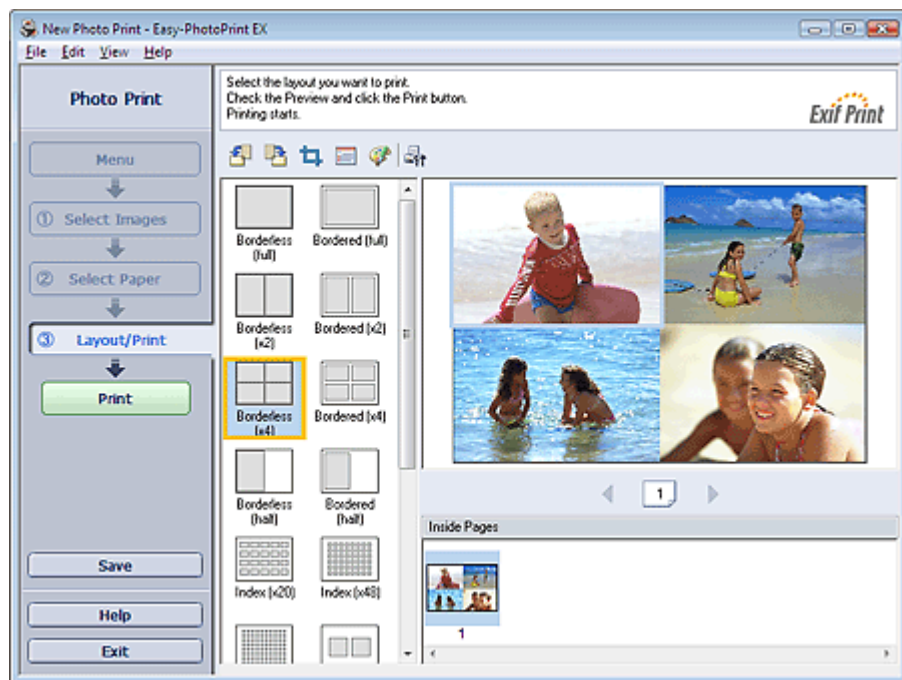 New Photo Print - Easy-PhotoPrint EX
File Edit View Help
Photo Print
Select the layout you want to print.
Check the Preview and click the Print button.
Printing starts.
Exif Print
Menu
① Select Images
② Select Paper
③ Layout/Print
Print
Save
Help
Exit
Borderless
(full)
Bordered (full)
Borderless
(x2)
Bordered (x2)
Borderless
(x4)
Bordered (x4)
Borderless
(half)
Bordered
(half)
Index (x20)
Index (x48)
1
Inside Pages
1